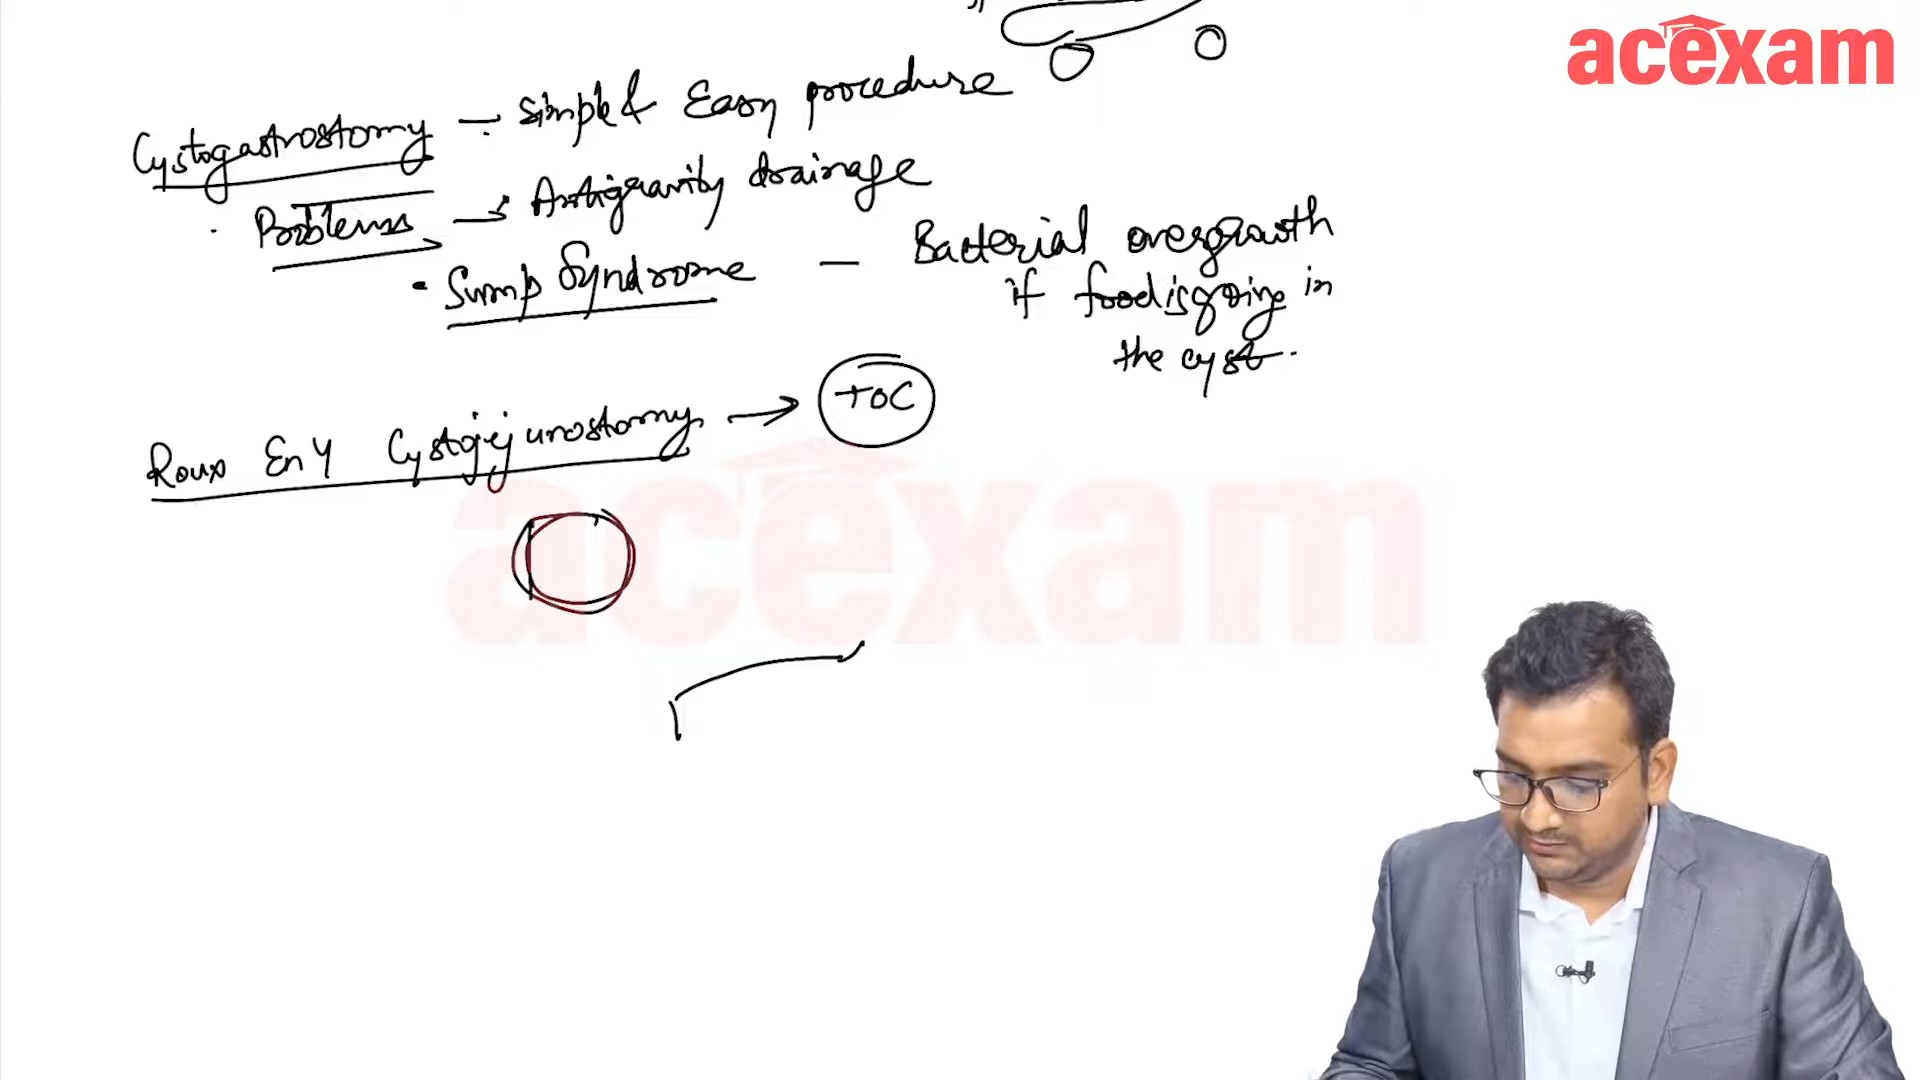 acexam
Cystogastrostomy — Simple & Easy procedure
• Problems → Antigravity drainage
• Sump Syndrome — Bacterial overgrowth
if food is going in
the cyst.
Roux En Y Cystojejunostomy → TOC
acexam